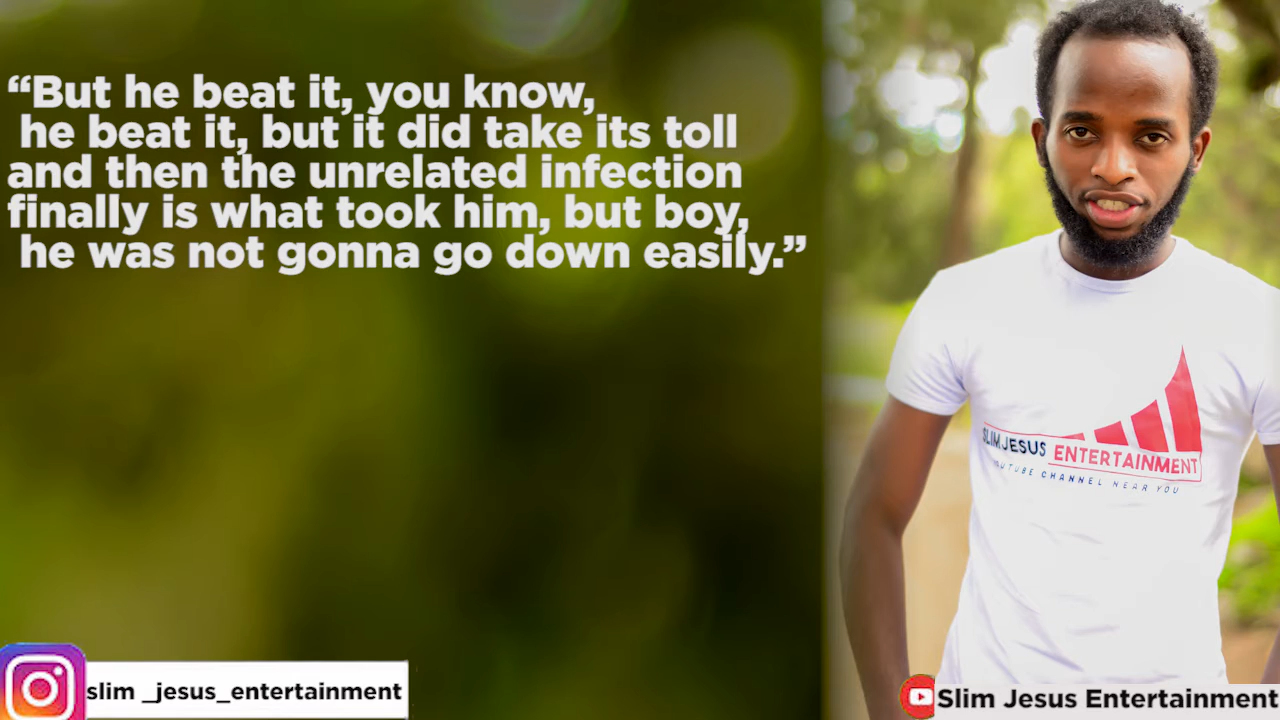 “But he beat it, you know,
he beat it, but it did take its toll
and then the unrelated infection
finally is what took him, but boy,
he was not gonna go down easily.”
SLIM JESUS ENTERTAINMENT
UTUBE CHANNEL NEAR YOU
slim _jesus_entertainment
Slim Jesus Entertainment